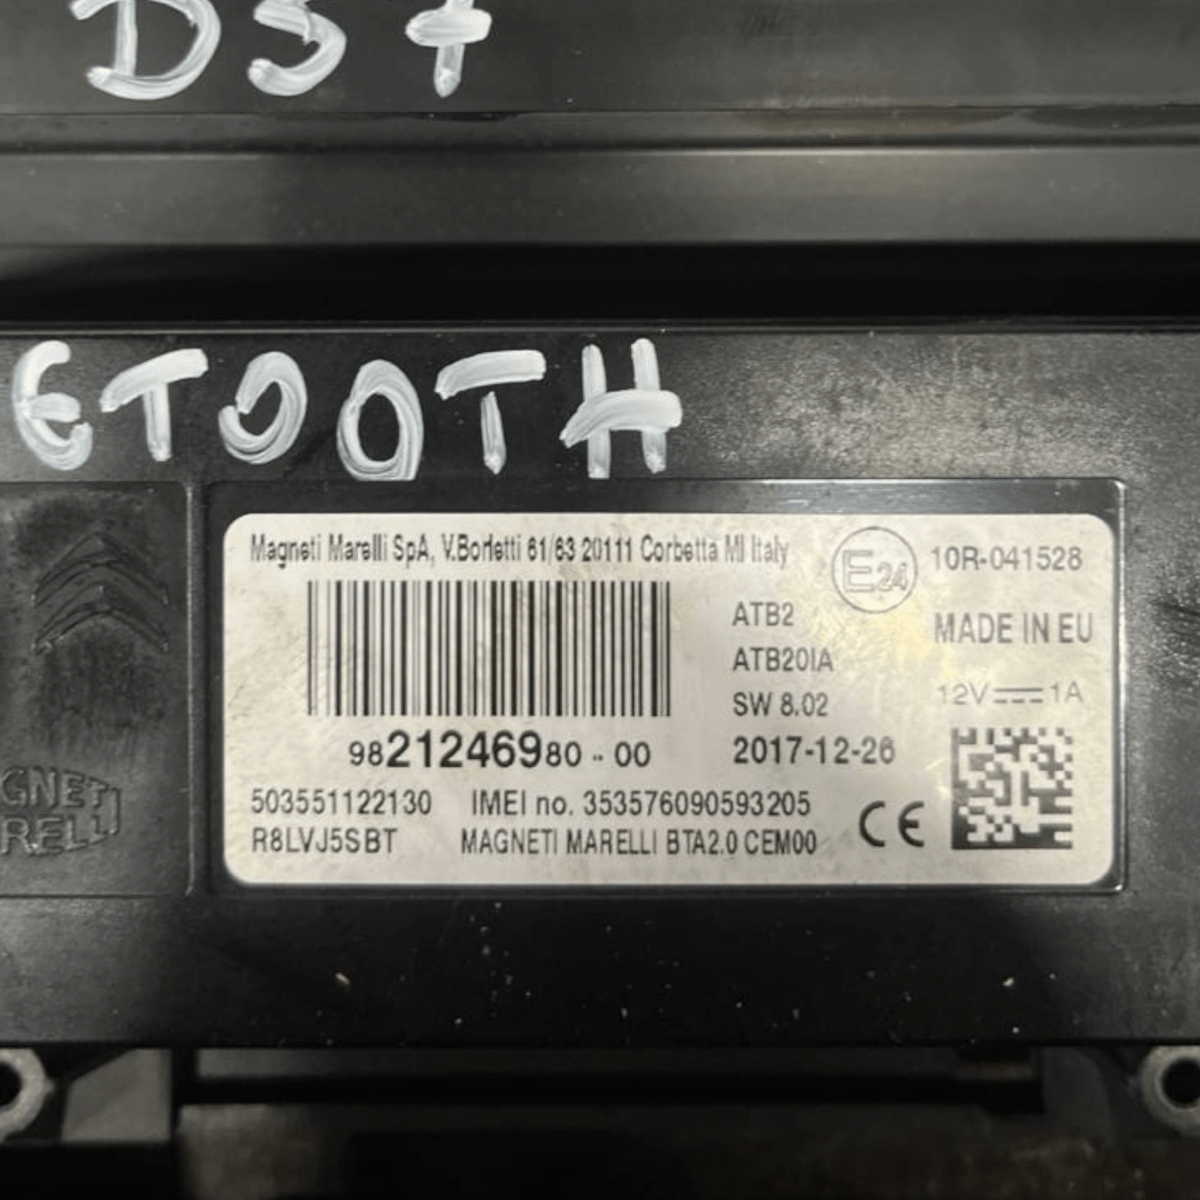 DS7
ETOOTH
Magneti Marelli SpA, V.Borletti 61/63 20111 Corbetta MI Italy
E24
10R-041528
ATB2
MADE IN EU
ATB20IA
SW 8.02
12V 1A
9821246980-00
2017-12-26
503551122130 IMEI no. 353576090593205
R8LVJ5SBT MAGNETI MARELLI BTA2.0 CEM00
CE
GNETI
RELLI